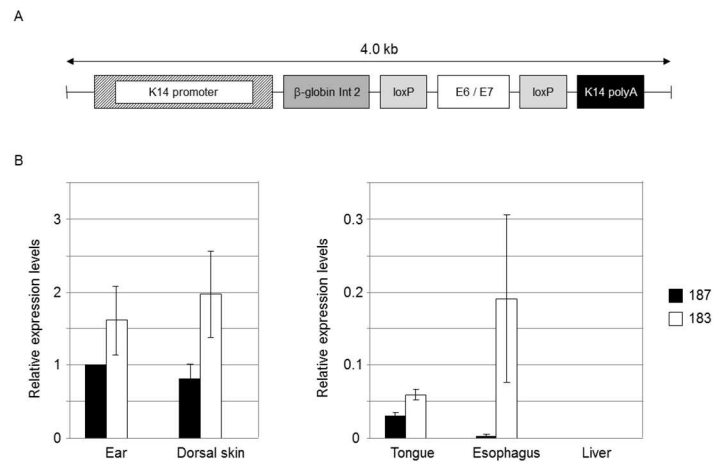 A
4.0 kb
K14 promoter
β-globin Int 2
loxP
E6 / E7
loxP
K14 polyA
B
Relative expression levels
3
2
1
0
Ear
Dorsal skin
Relative expression levels
0.3
0.2
0.1
0
Tongue
Esophagus
Liver
187
183